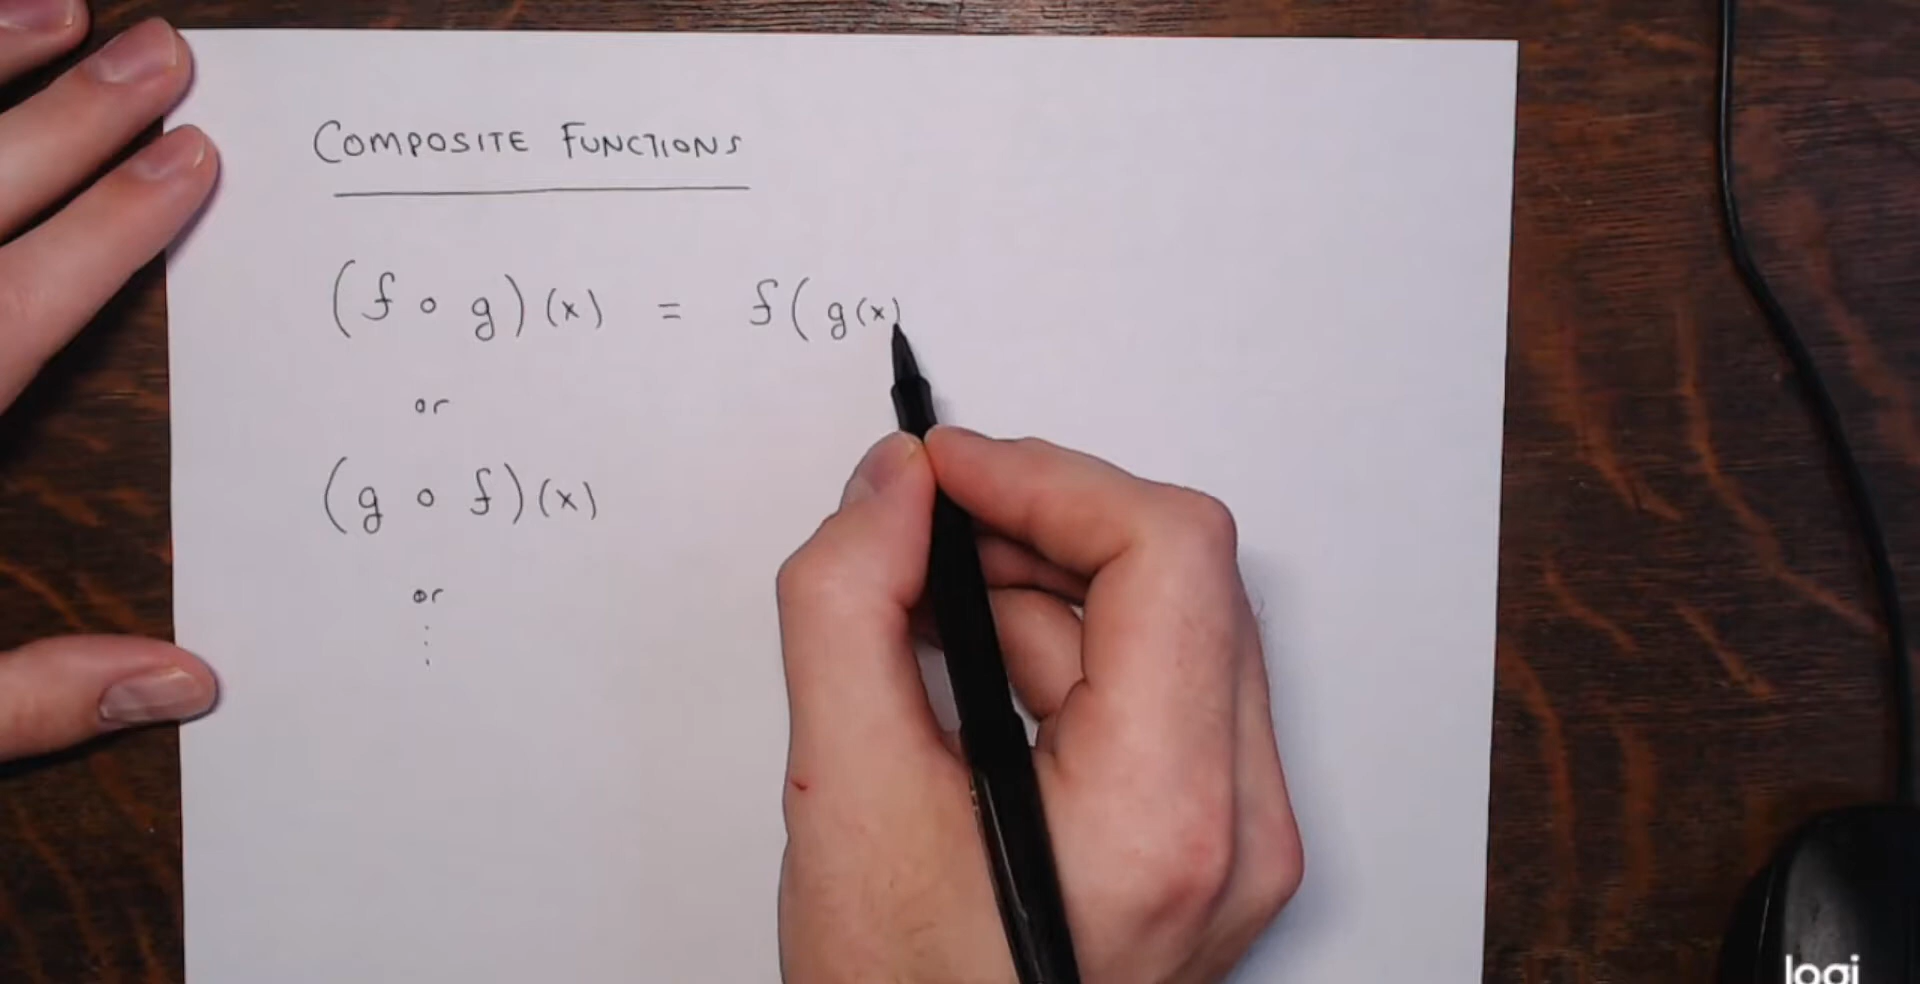 COMPOSITE FUNCTIONS
(f ∘ g)(x) = f(g(x)
or
(g ∘ f)(x)
or
⋮
logi